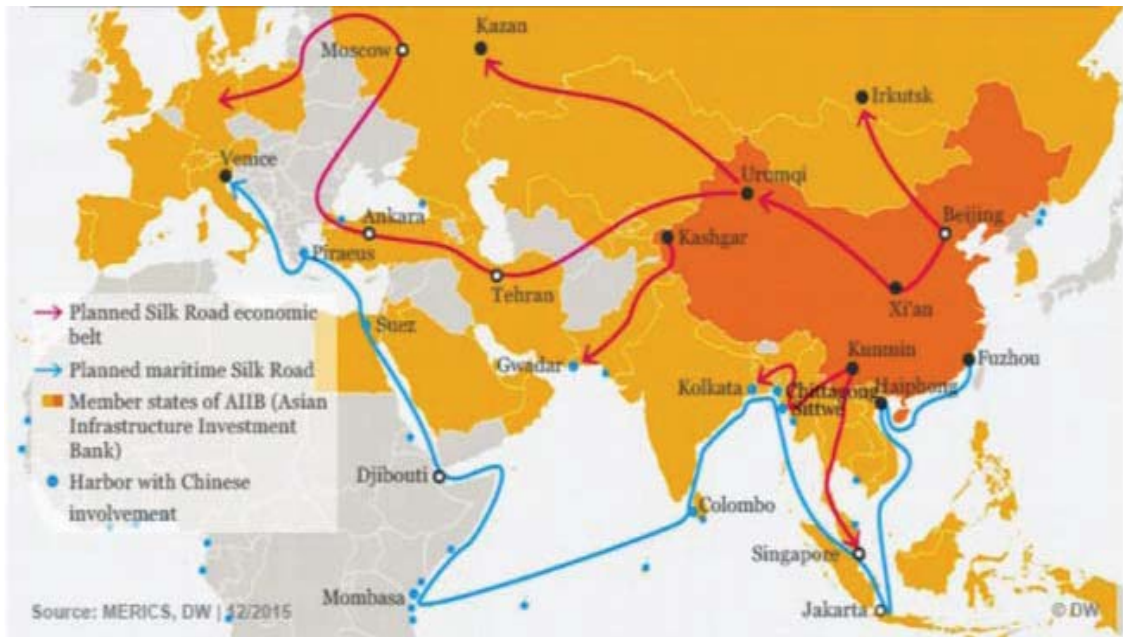 Kazan
Moscow
Irkutsk
Venice
Urumqi
Ankara
Beijing
Kashgar
Piraeus
Tehran
Xi'an
Planned Silk Road economic
belt
Suez
Gwadar
Kunmin
Fuzhou
Planned maritime Silk Road
Kolkata
Chittagong
Haiphong
Sittwe
Member states of AIIB (Asian
Infrastructure Investment
Bank)
Djibouti
Harbor with Chinese
involvement
Colombo
Singapore
Mombasa
Source: MERICS, DW | 12/2015
Jakarta
© DW